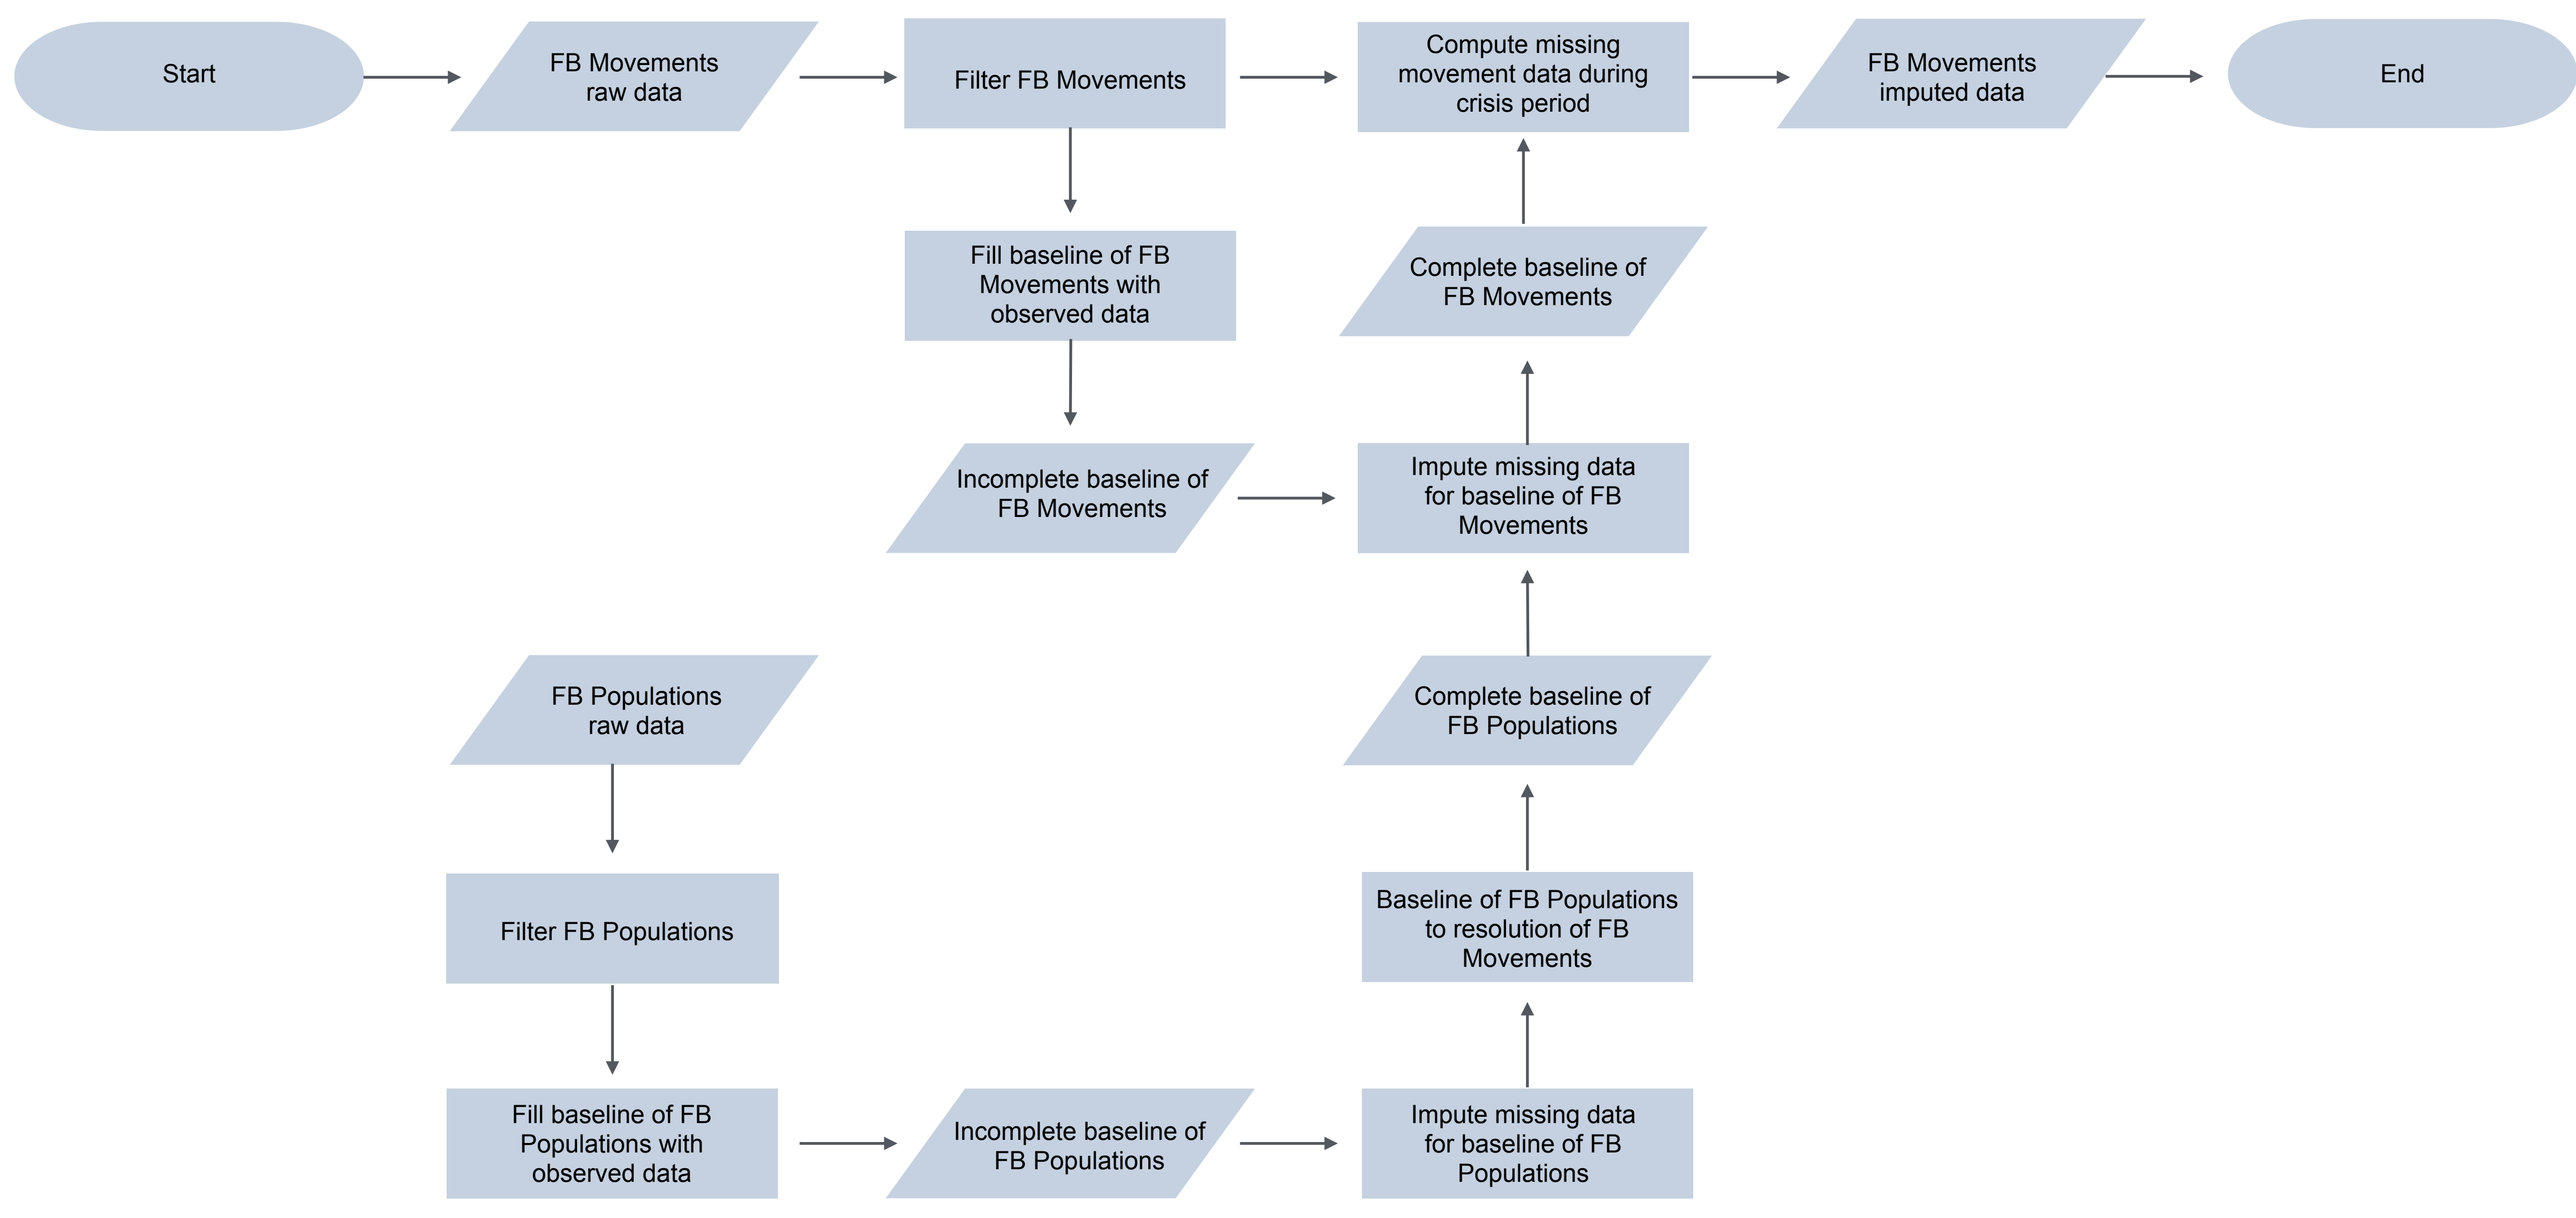 Start
FB Movements
raw data
Filter FB Movements
Compute missing
movement data during
crisis period
FB Movements
imputed data
End
Fill baseline of FB
Movements with
observed data
Complete baseline of
FB Movements
Incomplete baseline of
FB Movements
Impute missing data
for baseline of FB
Movements
FB Populations
raw data
Complete baseline of
FB Populations
Filter FB Populations
Baseline of FB Populations
to resolution of FB
Movements
Fill baseline of FB
Populations with
observed data
Incomplete baseline of
FB Populations
Impute missing data
for baseline of FB
Populations